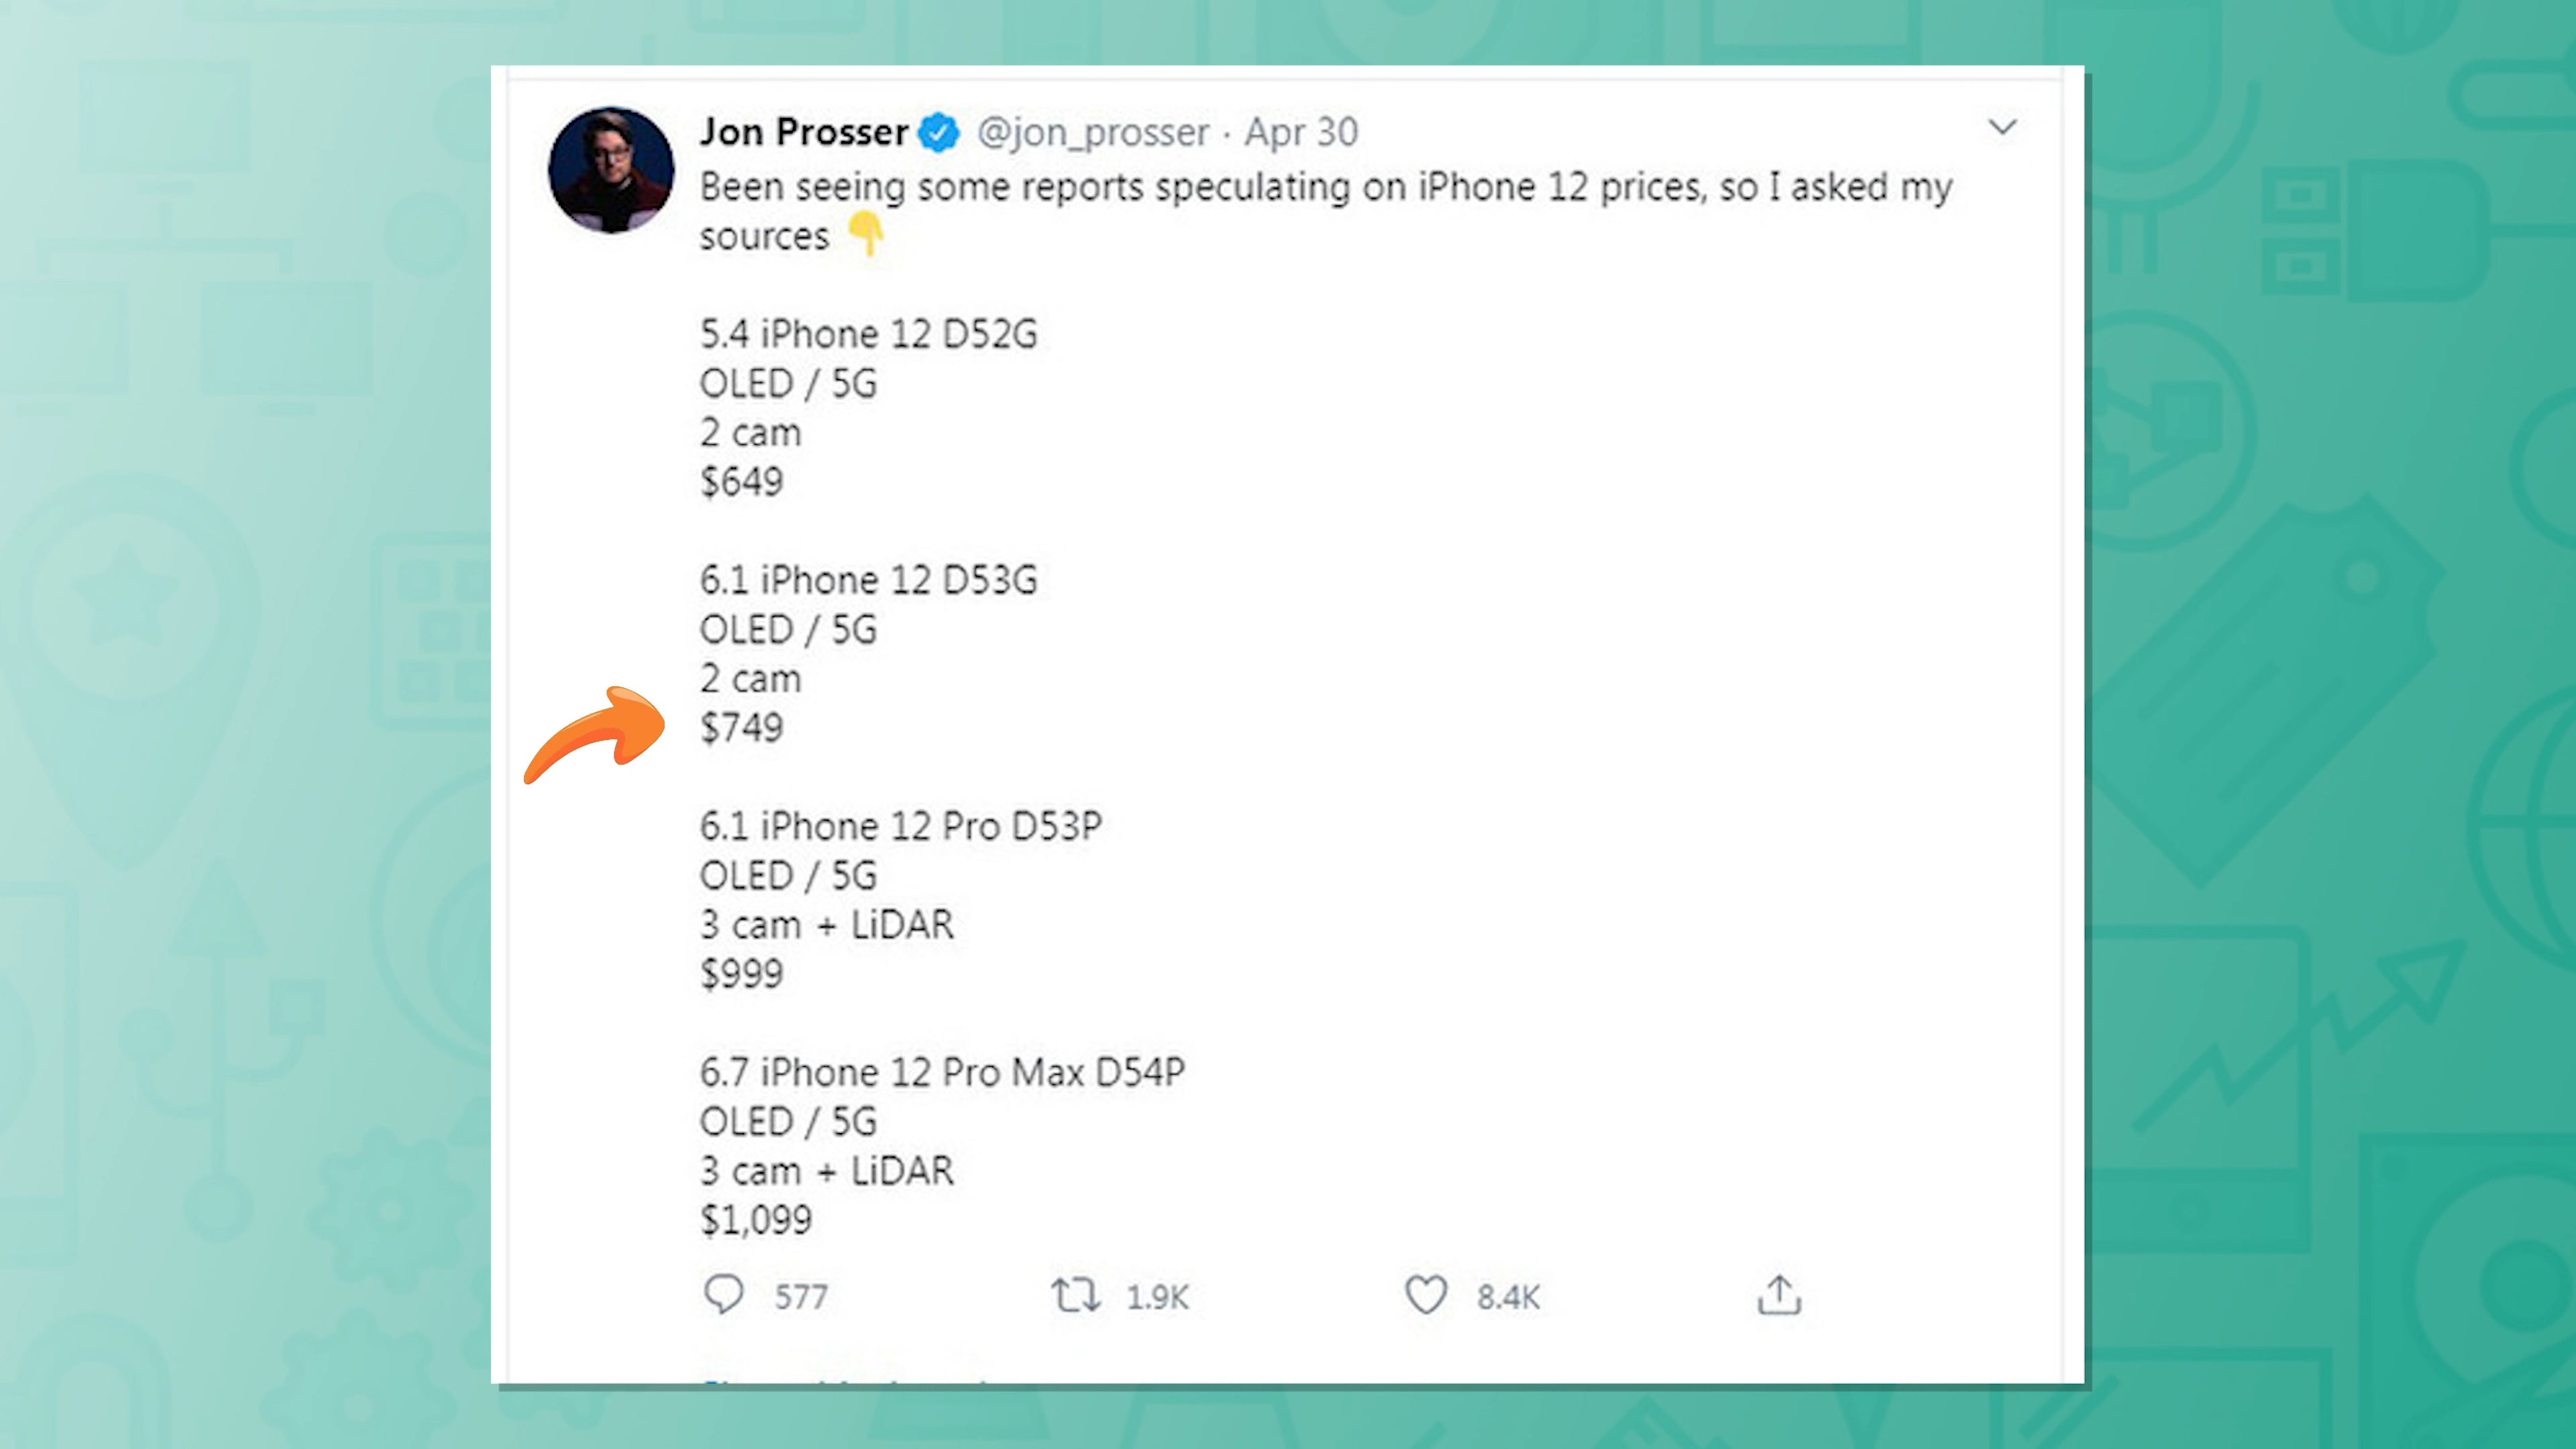 Jon Prosser @jon_prosser · Apr 30
Been seeing some reports speculating on iPhone 12 prices, so I asked my
sources 👇
5.4 iPhone 12 D52G
OLED / 5G
2 cam
$649
6.1 iPhone 12 D53G
OLED / 5G
2 cam
$749
6.1 iPhone 12 Pro D53P
OLED / 5G
3 cam + LiDAR
$999
6.7 iPhone 12 Pro Max D54P
OLED / 5G
3 cam + LiDAR
$1,099
577 1.9K 8.4K